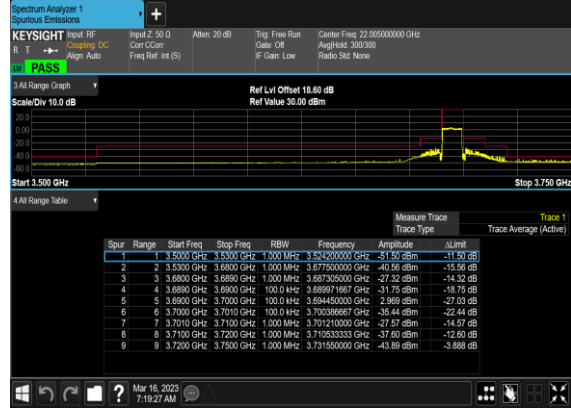 Spectrum Analyzer 1
Spurious Emissions
KEYSIGHT Input: RF Input Z: 50 Ω Atten: 20 dB Trig: Free Run Center Freq: 22.005000000 GHz
R T Coupling: DC Corr CCorr Gate: Off Avg|Hold: 300/300
Align: Auto Freq Ref: Int (S) IF Gain: Low Radio Std: None
PASS
3 All Range Graph
Ref Lvl Offset 18.60 dB
Scale/Div 10.0 dB Ref Value 30.00 dBm
20.0
0.00
-20.0
-40.0
-60.0
Start 3.500 GHz Stop 3.750 GHz
4 All Range Table
Measure Trace Trace 1
Trace Type Trace Average (Active)
Spur Range Start Freq Stop Freq RBW Frequency Amplitude ΔLimit
1 1 3.5000 GHz 3.5300 GHz 1.000 MHz 3.524200000 GHz -51.50 dBm -11.50 dB
2 2 3.5300 GHz 3.6800 GHz 1.000 MHz 3.677500000 GHz -40.56 dBm -15.56 dB
3 3 3.6800 GHz 3.6890 GHz 1.000 MHz 3.687305000 GHz -27.32 dBm -14.32 dB
4 4 3.6890 GHz 3.6900 GHz 100.0 kHz 3.689971667 GHz -31.75 dBm -18.75 dB
5 5 3.6900 GHz 3.7000 GHz 100.0 kHz 3.694450000 GHz 2.969 dBm -27.03 dB
6 6 3.7000 GHz 3.7010 GHz 100.0 kHz 3.700386667 GHz -35.44 dBm -22.44 dB
7 7 3.7010 GHz 3.7100 GHz 1.000 MHz 3.701210000 GHz -27.57 dBm -14.57 dB
8 8 3.7100 GHz 3.7200 GHz 1.000 MHz 3.710533333 GHz -37.60 dBm -12.60 dB
9 9 3.7200 GHz 3.7500 GHz 1.000 MHz 3.731550000 GHz -43.89 dBm -3.888 dB
Mar 16, 2023
7:19:27 AM